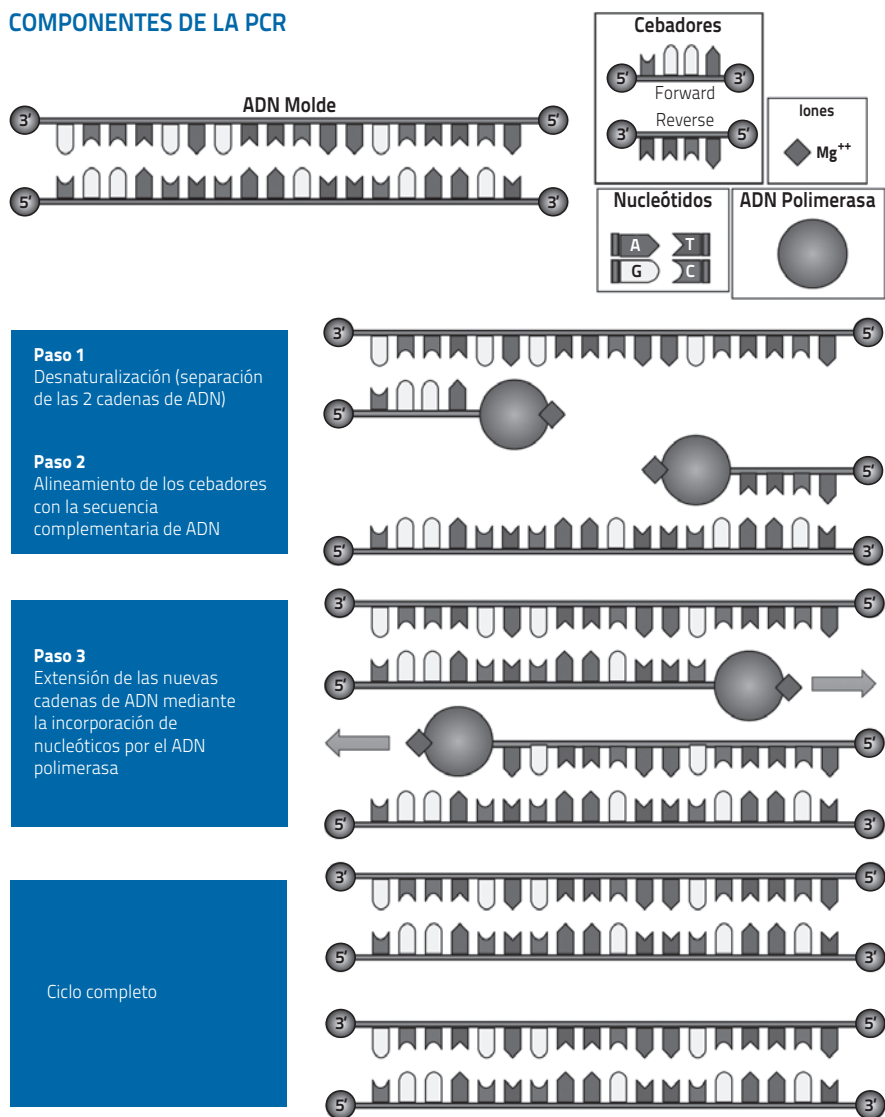 COMPONENTES DE LA PCR
ADN Molde
3'
5'
5'
3'
Cebadores
5'
3'
Forward
Reverse
3'
5'
Iones
Mg++
Nucleótidos
A
T
G
C
ADN Polimerasa
Paso 1
Desnaturalización (separación
de las 2 cadenas de ADN)
Paso 2
Alineamiento de los cebadores
con la secuencia
complementaria de ADN
3'
5'
5'
5'
5'
3'
Paso 3
Extensión de las nuevas
cadenas de ADN mediante
la incorporación de
nucleóticos por el ADN
polimerasa
3'
5'
5'
5'
5'
3'
Ciclo completo
3'
5'
5'
3'
3'
5'
5'
3'